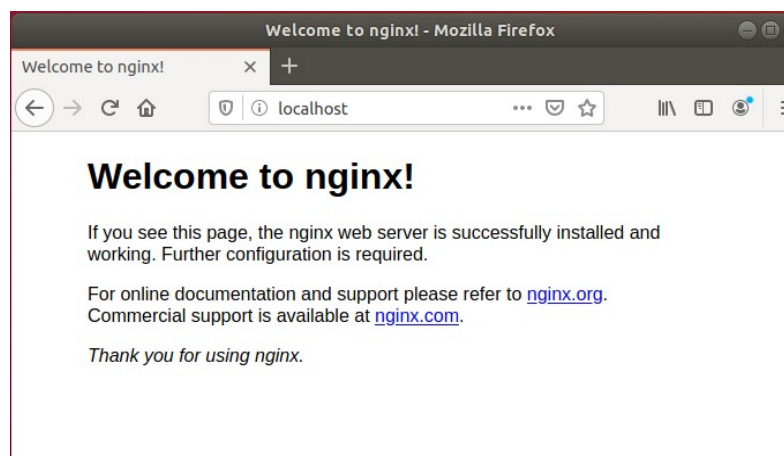 Welcome to nginx! - Mozilla Firefox
Welcome to nginx!
localhost
Welcome to nginx!
If you see this page, the nginx web server is successfully installed and
working. Further configuration is required.
For online documentation and support please refer to nginx.org.
Commercial support is available at nginx.com.
Thank you for using nginx.